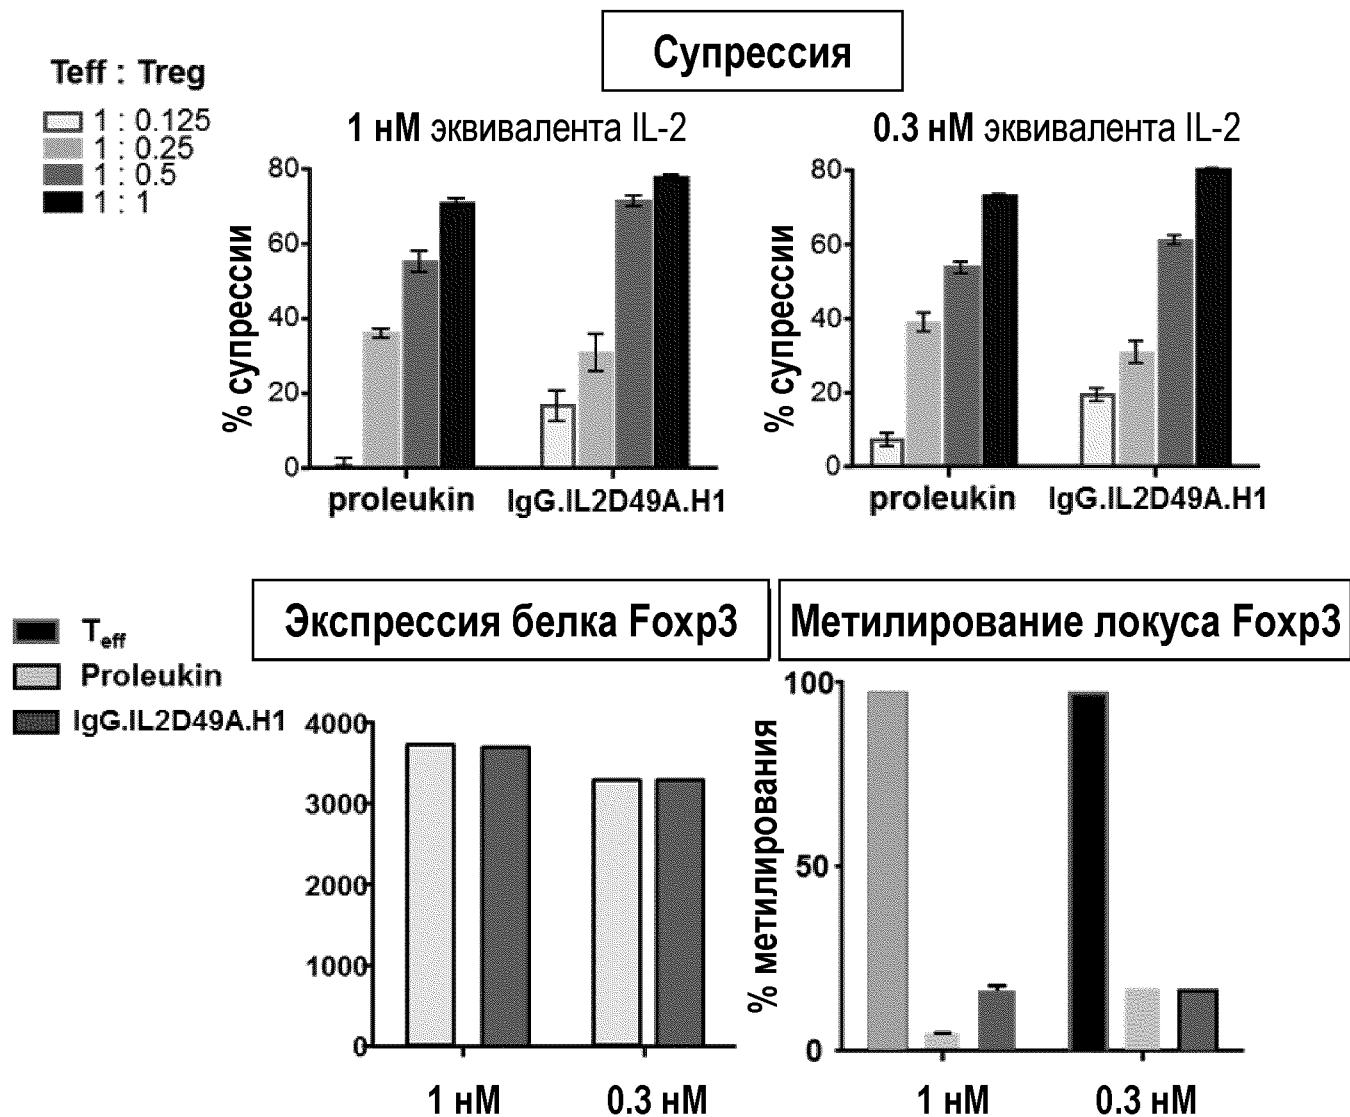 Супрессия
Teff : Treg
1 : 0.125
1 : 0.25
1 : 0.5
1 : 1
1 нМ эквивалента IL-2
% супрессии
80
60
40
20
0
proleukin IgG.IL2D49A.H1
0.3 нМ эквивалента IL-2
% супрессии
80
60
40
20
0
proleukin IgG.IL2D49A.H1
Teff
Proleukin
IgG.IL2D49A.H1
Экспрессия белка Foxp3
4000
3000
2000
1000
0
1 нМ 0.3 нМ
Метилирование локуса Foxp3
% метилирования
100
50
0
1 нМ 0.3 нМ